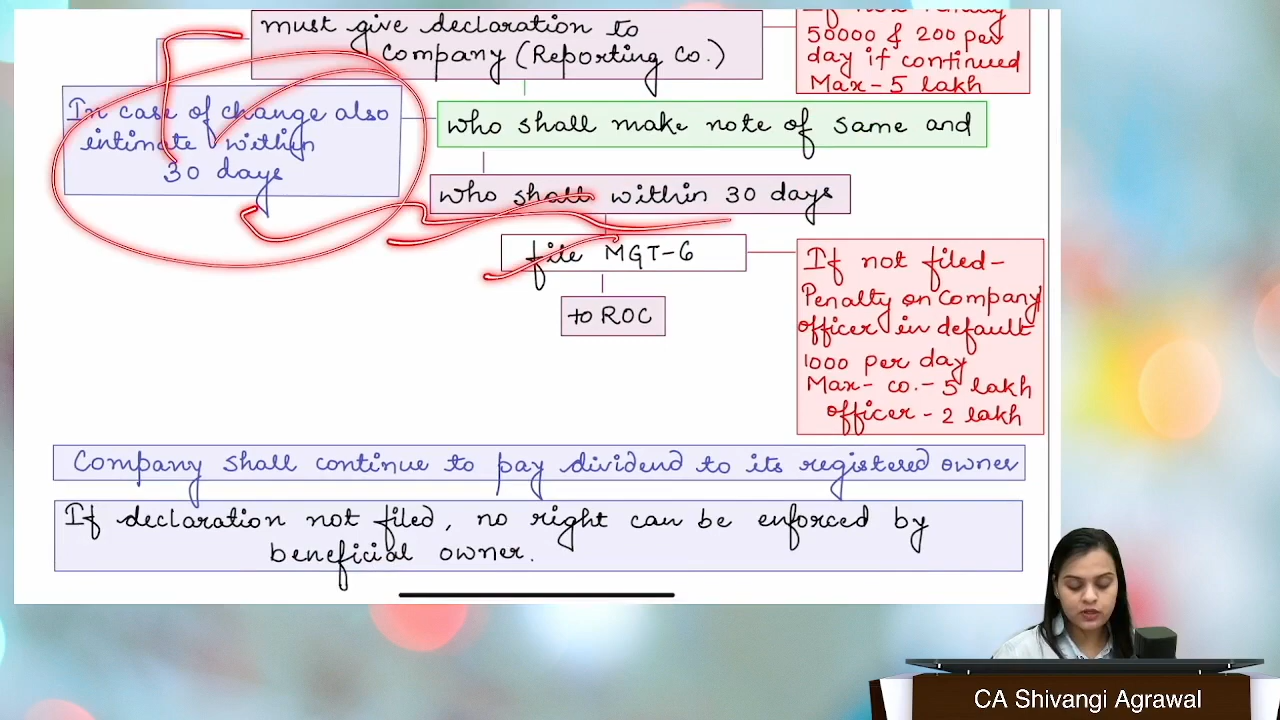 must give declaration to
Company (Reporting Co.)
50000 & 200 per
day if continued
Max - 5 lakh
In case of change also
intimate within
30 days
who shall make note of same and
who shall within 30 days
file MGT-6
to ROC
If not filed -
Penalty on Company
officer in default
1000 per day
Max - co. - 5 lakh
officer - 2 lakh
Company shall continue to pay dividend to its registered owner
If declaration not filed, no right can be enforced by
beneficial owner.
CA Shivangi Agrawal